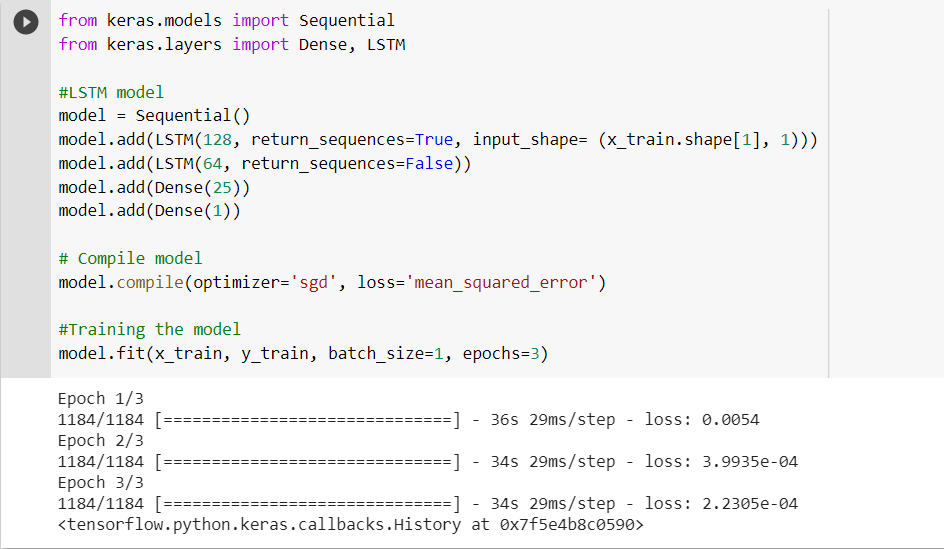 from keras.models import Sequential
from keras.layers import Dense, LSTM
#LSTM model
model = Sequential()
model.add(LSTM(128, return_sequences=True, input_shape= (x_train.shape[1], 1)))
model.add(LSTM(64, return_sequences=False))
model.add(Dense(25))
model.add(Dense(1))
# Compile model
model.compile(optimizer='sgd', loss='mean_squared_error')
#Training the model
model.fit(x_train, y_train, batch_size=1, epochs=3)
Epoch 1/3
1184/1184 [==============================] - 36s 29ms/step - loss: 0.0054
Epoch 2/3
1184/1184 [==============================] - 34s 29ms/step - loss: 3.9935e-04
Epoch 3/3
1184/1184 [==============================] - 34s 29ms/step - loss: 2.2305e-04
<tensorflow.python.keras.callbacks.History at 0x7f5e4b8c0590>